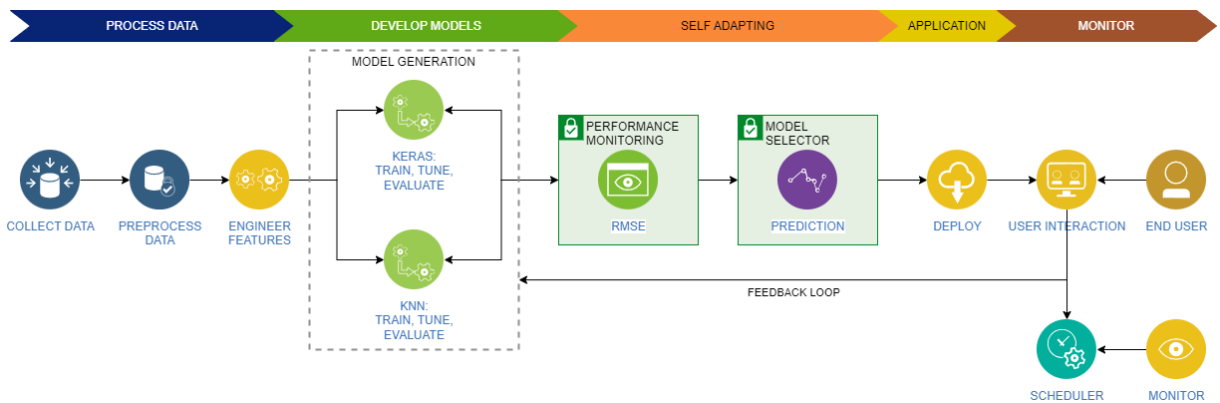 PROCESS DATA
DEVELOP MODELS
SELF ADAPTING
APPLICATION
MONITOR
MODEL GENERATION
KERAS:
TRAIN, TUNE,
EVALUATE
KNN:
TRAIN, TUNE,
EVALUATE
COLLECT DATA
PREPROCESS
DATA
ENGINEER
FEATURES
PERFORMANCE
MONITORING
RMSE
MODEL
SELECTOR
PREDICTION
DEPLOY
USER INTERACTION
END USER
FEEDBACK LOOP
SCHEDULER
MONITOR